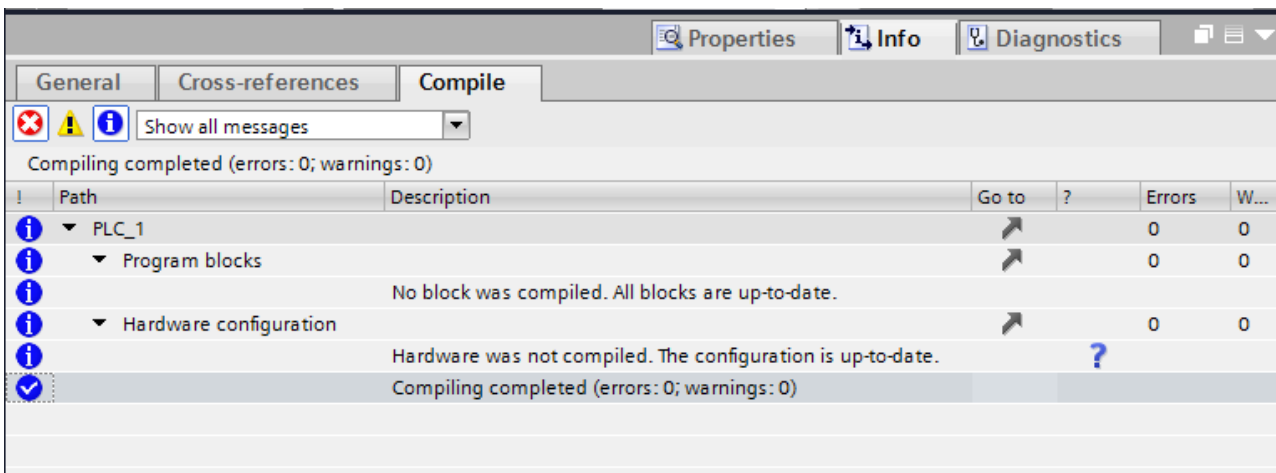 Properties Info Diagnostics
General Cross-references Compile
Show all messages
Compiling completed (errors: 0; warnings: 0)
! Path Description Go to ? Errors W...
PLC_1 0 0
Program blocks 0 0
No block was compiled. All blocks are up-to-date.
Hardware configuration 0 0
Hardware was not compiled. The configuration is up-to-date. ?
Compiling completed (errors: 0; warnings: 0)